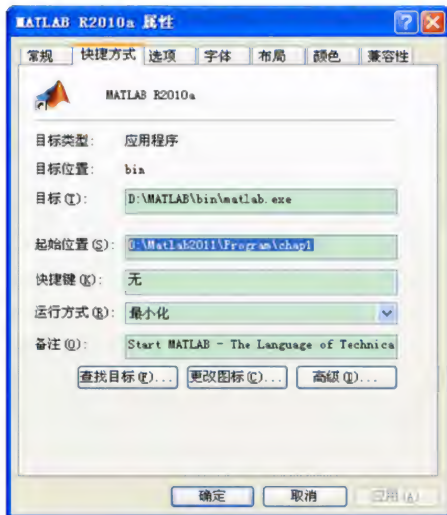 MATLAB R2010a 属性
常规 快捷方式 选项 字体 布局 颜色 兼容性
MATLAB R2010a
目标类型: 应用程序
目标位置: bin
目标(T): D:\MATLAB\bin\matlab.exe
起始位置(S): G:\Matlab2011\Program\chap1
快捷键(K): 无
运行方式(R): 最小化
备注(O): Start MATLAB - The Language of Technica
查找目标(F)... 更改图标(C)... 高级(D)...
确定 取消 应用(A)